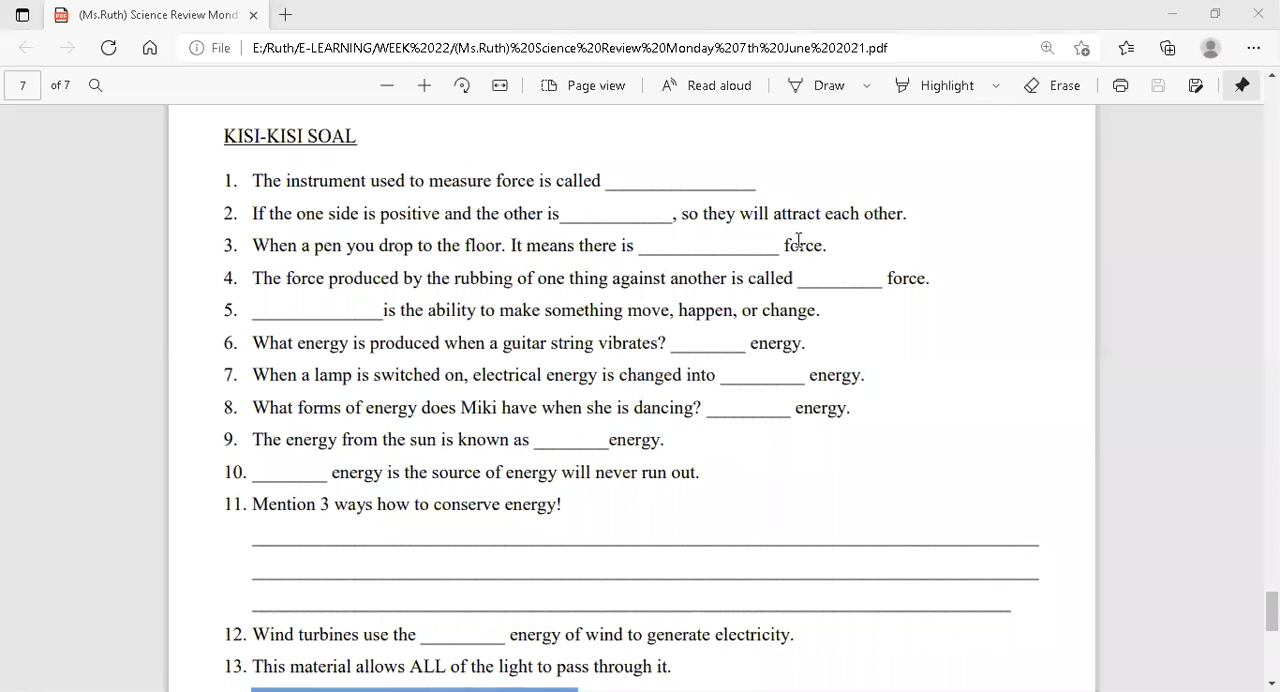 (Ms.Ruth) Science Review Mond
File E:/Ruth/E-LEARNING/WEEK%2022/(Ms.Ruth)%20Science%20Review%20Monday%207th%20June%202021.pdf
7 of 7 Page view Read aloud Draw Highlight Erase
KISI-KISI SOAL
1. The instrument used to measure force is called ________________
2. If the one side is positive and the other is____________, so they will attract each other.
3. When a pen you drop to the floor. It means there is _______________ force.
4. The force produced by the rubbing of one thing against another is called _________ force.
5. ______________is the ability to make something move, happen, or change.
6. What energy is produced when a guitar string vibrates? ________ energy.
7. When a lamp is switched on, electrical energy is changed into _________ energy.
8. What forms of energy does Miki have when she is dancing? _________ energy.
9. The energy from the sun is known as ________energy.
10. ________ energy is the source of energy will never run out.
11. Mention 3 ways how to conserve energy!
12. Wind turbines use the _________ energy of wind to generate electricity.
13. This material allows ALL of the light to pass through it.